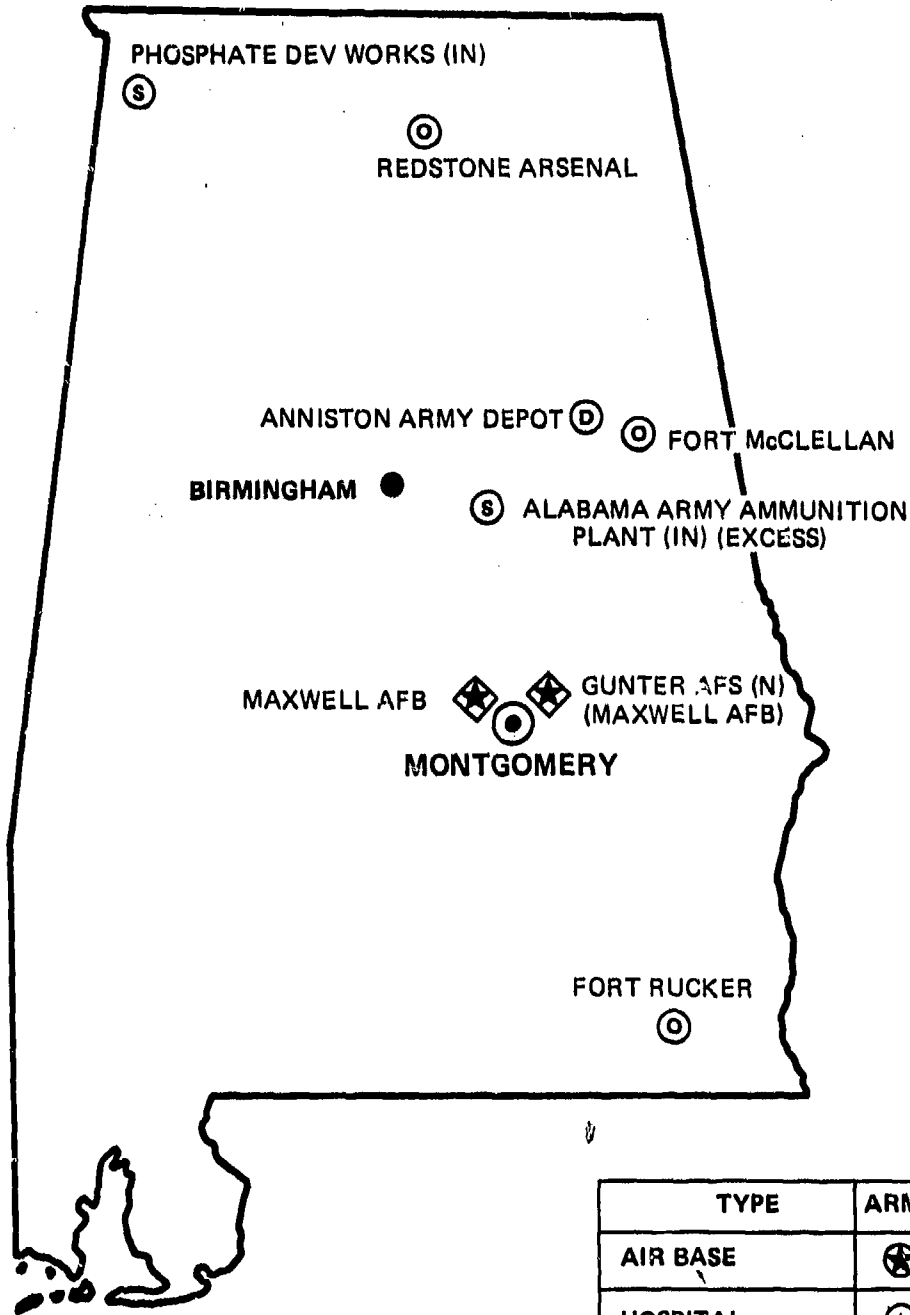 PHOSPHATE DEV WORKS (IN)
S
O
REDSTONE ARSENAL
ANNISTON ARMY DEPOT D
O FORT McCLELLAN
BIRMINGHAM
S ALABAMA ARMY AMMUNITION
PLANT (IN) (EXCESS)
MAXWELL AFB
GUNTER AFS (N)
(MAXWELL AFB)
MONTGOMERY
FORT RUCKER
O
TYPE
AIR BASE